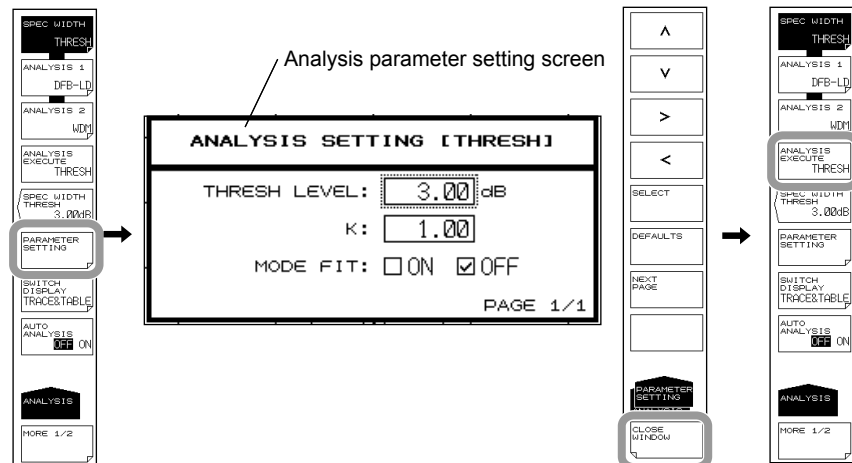 SPEC WIDTH
THRESH
ANALYSIS 1
DFB-LD
ANALYSIS 2
WDM
ANALYSIS
EXECUTE
THRESH
SPEC WIDTH
THRESH
3.00dB
PARAMETER
SETTING
SWITCH
DISPLAY
TRACE&TABLE
AUTO
ANALYSIS
OFF ON
ANALYSIS
MORE 1/2
Analysis parameter setting screen
ANALYSIS SETTING [THRESH]
THRESH LEVEL: 3.00 dB
K: 1.00
MODE FIT: ON OFF
PAGE 1/1
SELECT
DEFAULTS
NEXT
PAGE
PARAMETER
SETTING
CLOSE
WINDOW
SPEC WIDTH
THRESH
ANALYSIS 1
DFB-LD
ANALYSIS 2
WDM
ANALYSIS
EXECUTE
THRESH
SPEC WIDTH
THRESH
3.00dB
PARAMETER
SETTING
SWITCH
DISPLAY
TRACE&TABLE
AUTO
ANALYSIS
OFF ON
ANALYSIS
MORE 1/2